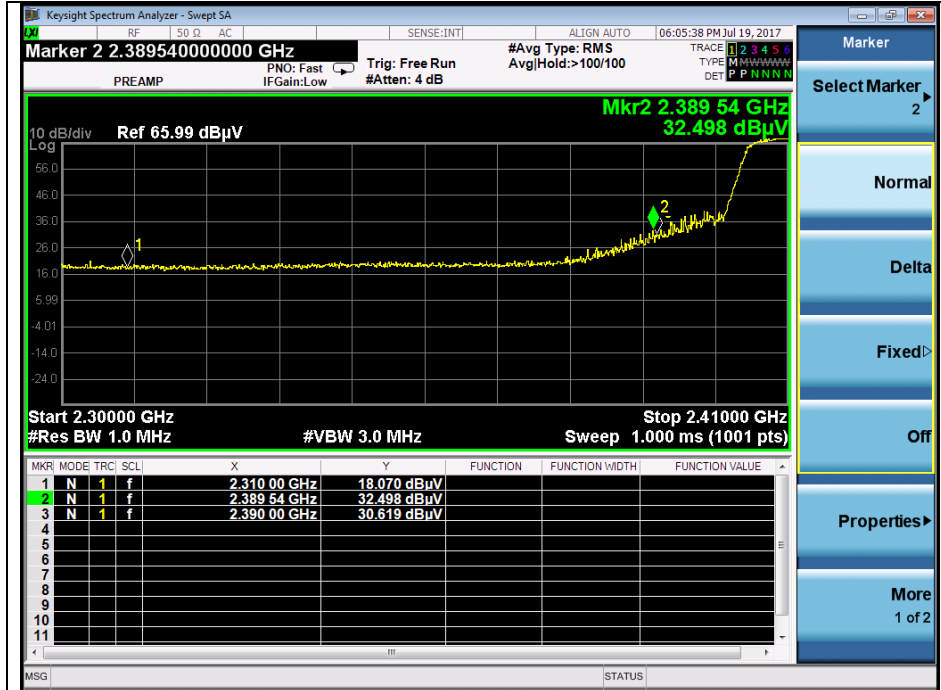 Keysight Spectrum Analyzer - Swept SA
LXI RF 50 Ω AC SENSE:INT ALIGN AUTO 06:05:38 PM Jul 19, 2017
Marker 2 2.389540000000 GHz
PREAMP
PNO: Fast
IFGain:Low
Trig: Free Run
#Atten: 4 dB
#Avg Type: RMS
Avg|Hold:>100/100
TRACE 1 2 3 4 5 6
TYPE M M W W W W
DET P P N N N N
Mkr2 2.389 54 GHz
32.498 dBµV
10 dB/div Ref 65.99 dBµV
Log
56.0
46.0
36.0
26.0
16.0
5.99
-4.01
-14.0
-24.0
1
2
Start 2.30000 GHz Stop 2.41000 GHz
#Res BW 1.0 MHz #VBW 3.0 MHz Sweep 1.000 ms (1001 pts)
MKR MODE TRC SCL X Y FUNCTION FUNCTION WIDTH FUNCTION VALUE
1 N 1 f 2.310 00 GHz 18.070 dBµV
2 N 1 f 2.389 54 GHz 32.498 dBµV
3 N 1 f 2.390 00 GHz 30.619 dBµV
4
5
6
7
8
9
10
11
MSG STATUS
Marker
Select Marker
2
Normal
Delta
Fixed
Off
Properties
More
1 of 2